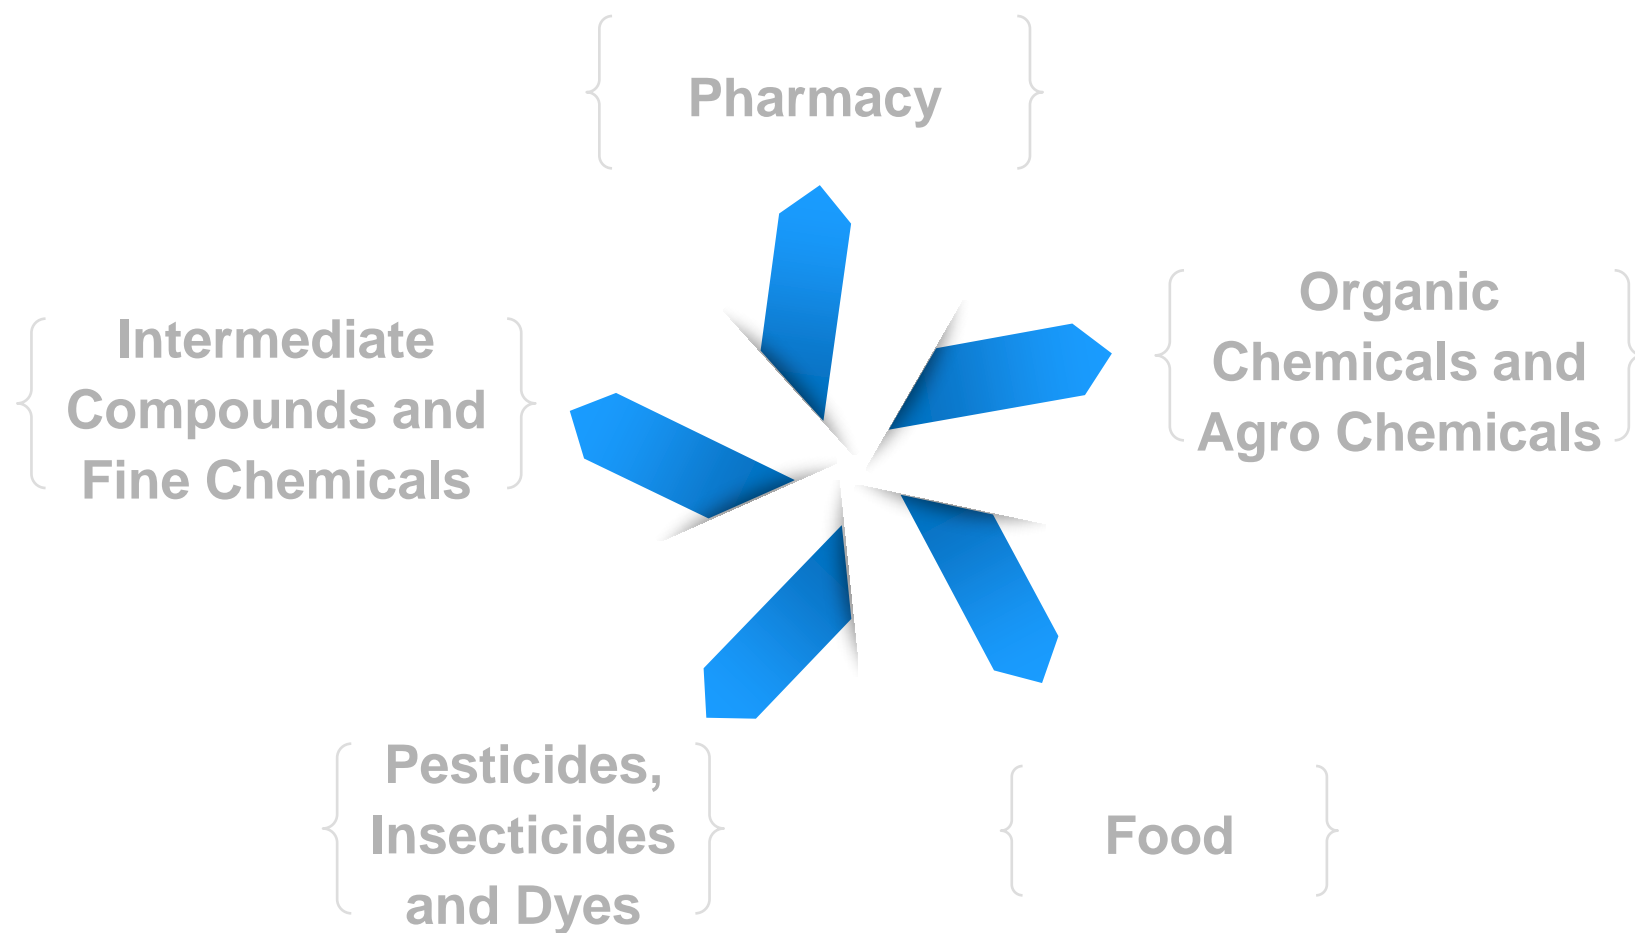 Pharmacy
Organic
Chemicals and
Agro Chemicals
Intermediate
Compounds and
Fine Chemicals
Pesticides,
Insecticides
and Dyes
Food